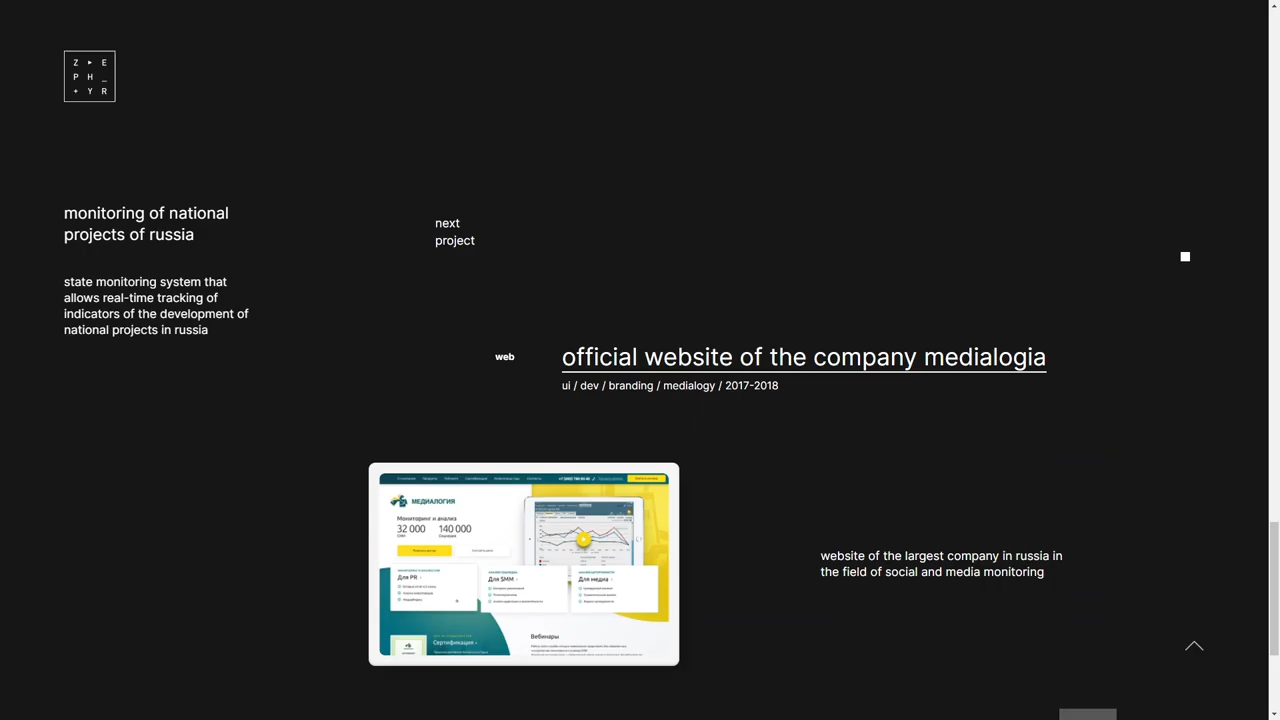 Z ▸ E
P H _
+ Y R
monitoring of national
projects of russia
state monitoring system that
allows real-time tracking of
indicators of the development of
national projects in russia
next
project
web
official website of the company medialogia
ui / dev / branding / medialogy / 2017-2018
МЕДИАЛОГИЯ
Мониторинг и анализ
32 000
140 000
Для PR
Для SMM
Для медиа
Сертификация
Вебинары
website of the largest company in russia in
the field of social and media monitoring